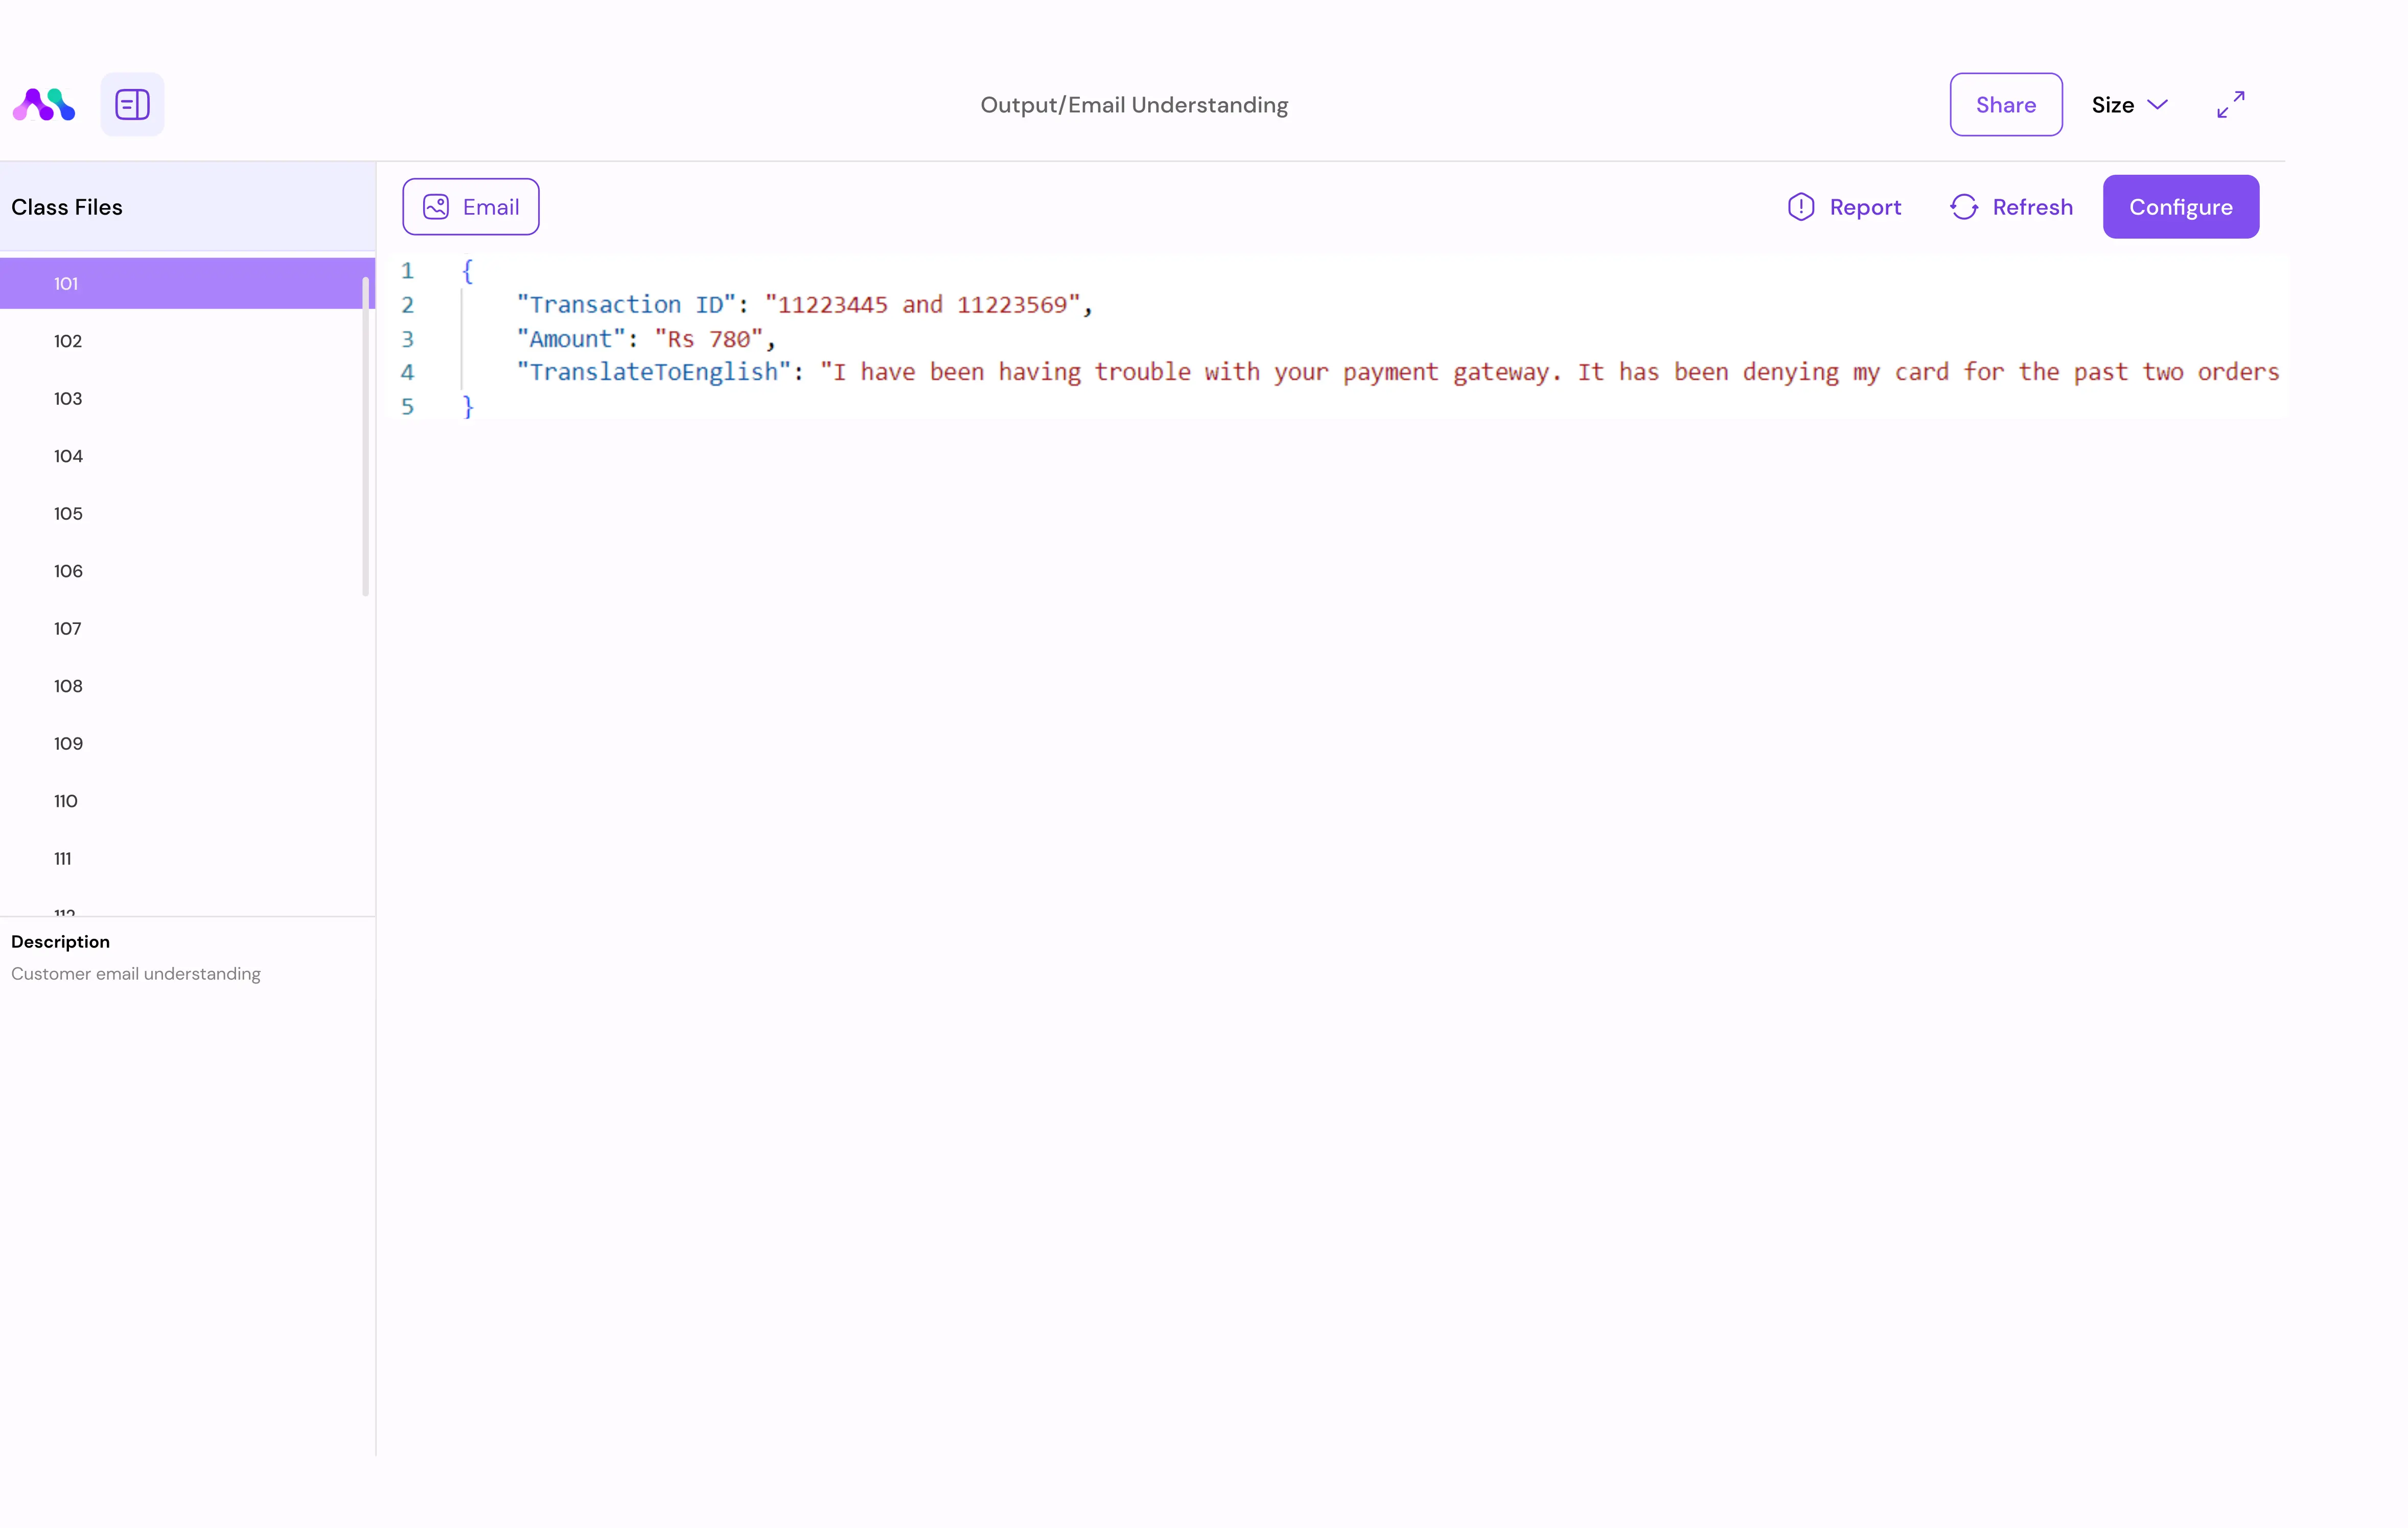 Output/Email Understanding
Share
Size
Class Files
Email
Report
Refresh
Configure
1 {
2 "Transaction ID": "11223445 and 11223569",
3 "Amount": "Rs 780",
4 "TranslateToEnglish": "I have been having trouble with your payment gateway. It has been denying my card for the past two orders
5 }
101
102
103
104
105
106
107
108
109
110
111
112
Description
Customer email understanding